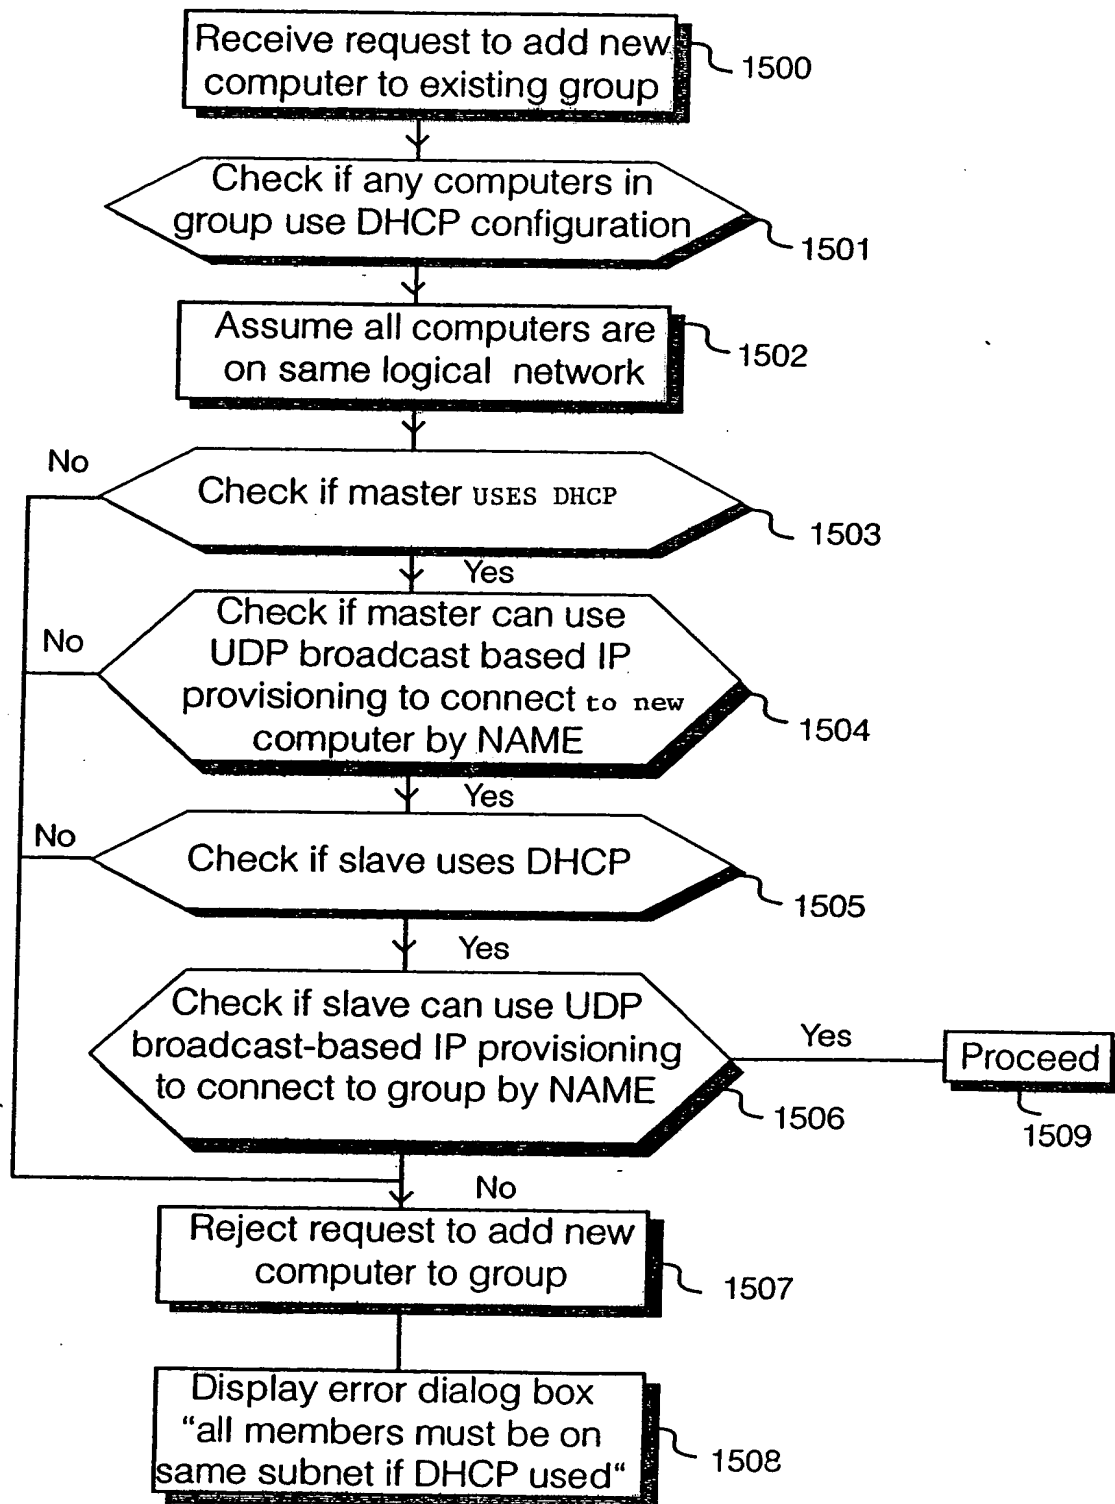 Receive request to add new
computer to existing group
1500
Check if any computers in
group use DHCP configuration
1501
Assume all computers are
on same logical network
1502
No
Check if master USES DHCP
1503
Yes
Check if master can use
UDP broadcast based IP
provisioning to connect to new
computer by NAME
No
1504
Yes
No
Check if slave uses DHCP
1505
Yes
Check if slave can use UDP
broadcast-based IP provisioning
to connect to group by NAME
1506
Yes
Proceed
1509
No
Reject request to add new
computer to group
1507
Display error dialog box
“all members must be on
same subnet if DHCP used“
1508